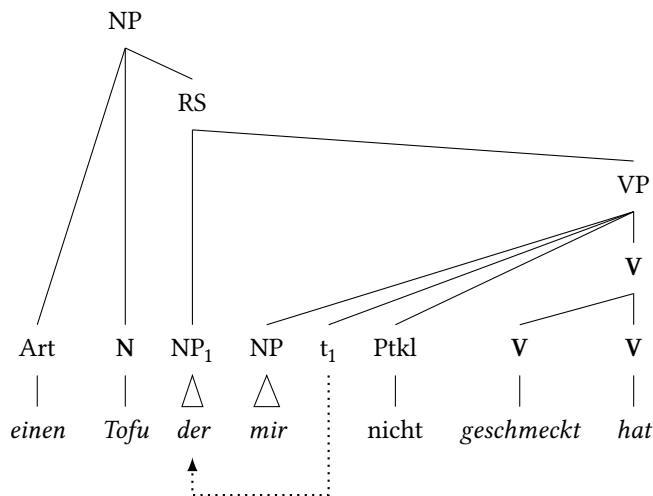 NP
RS
VP
V
Art N NP₁ NP t₁ Ptkl V V
einen Tofu der mir nicht geschmeckt hat